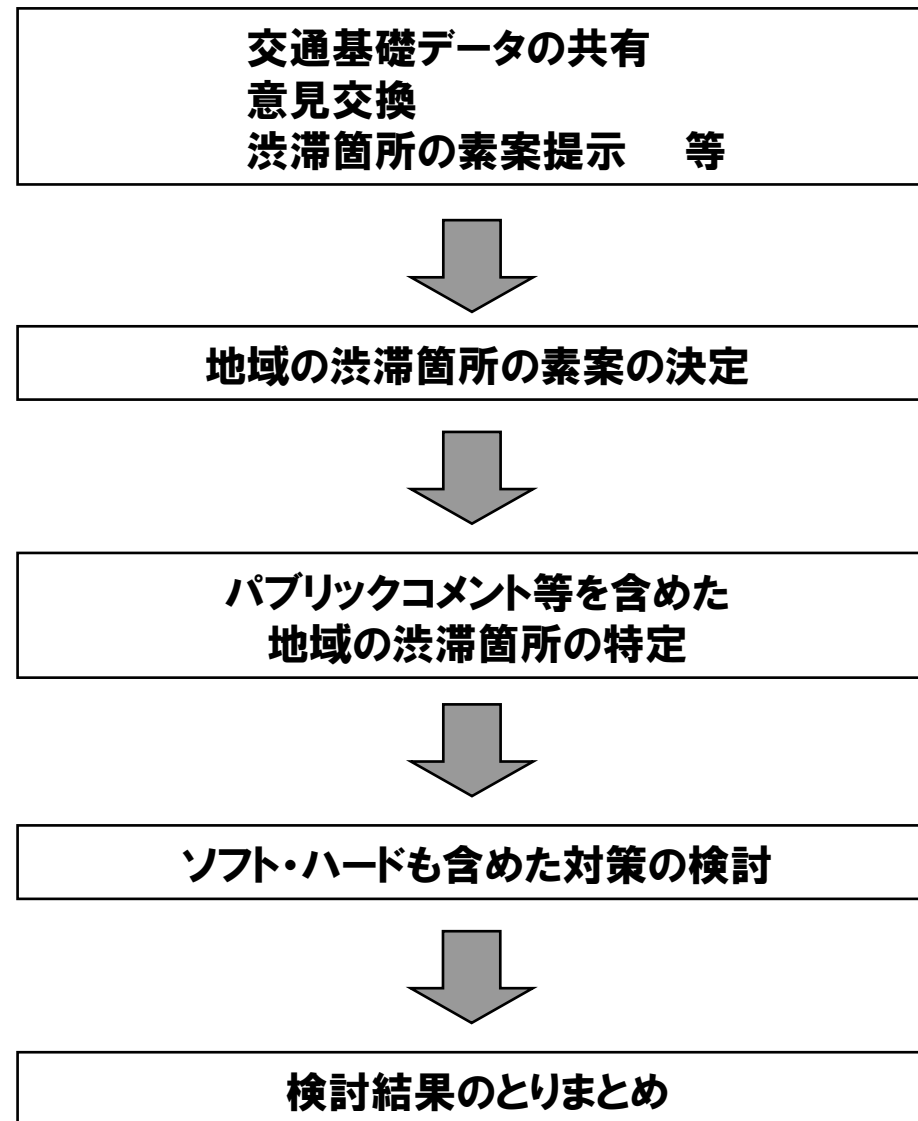 交通基礎データの共有
意見交換
渋滞箇所の素案提示　等
地域の渋滞箇所の素案の決定
パブリックコメント等を含めた
地域の渋滞箇所の特定
ソフト・ハードも含めた対策の検討
検討結果のとりまとめ